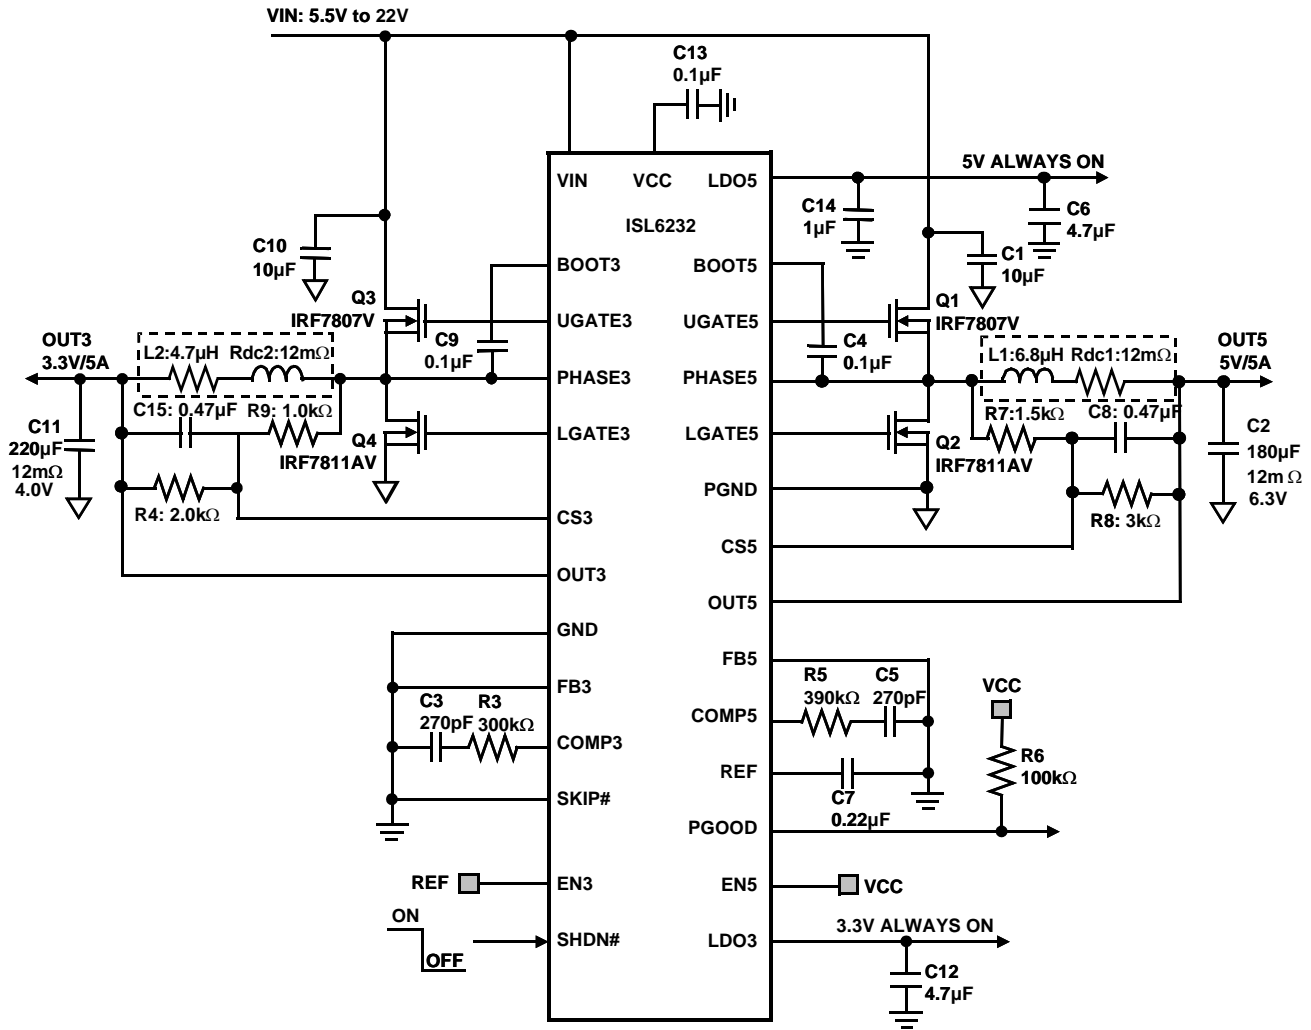 VIN: 5.5V to 22V
C13
0.1µF
VIN
VCC
LDO5
5V ALWAYS ON
ISL6232
C14
1µF
C6
4.7µF
C10
10µF
BOOT3
BOOT5
C1
10µF
Q3
IRF7807V
UGATE3
UGATE5
Q1
IRF7807V
C9
0.1µF
C4
0.1µF
OUT3
3.3V/5A
L2:4.7µH
Rdc2:12mΩ
PHASE3
PHASE5
L1:6.8µH
Rdc1:12mΩ
OUT5
5V/5A
C15: 0.47µF
R9: 1.0kΩ
R7:1.5kΩ
C8: 0.47µF
C11
220µF
12mΩ
4.0V
Q4
IRF7811AV
LGATE3
LGATE5
Q2
IRF7811AV
C2
180µF
12mΩ
6.3V
PGND
R4: 2.0kΩ
CS3
R8: 3kΩ
CS5
OUT3
OUT5
GND
FB5
FB3
C3
270pF
R3
300kΩ
R5
390kΩ
C5
270pF
VCC
COMP5
COMP3
REF
R6
100kΩ
SKIP#
C7
0.22µF
PGOOD
REF
EN3
EN5
VCC
ON
OFF
SHDN#
LDO3
3.3V ALWAYS ON
C12
4.7µF